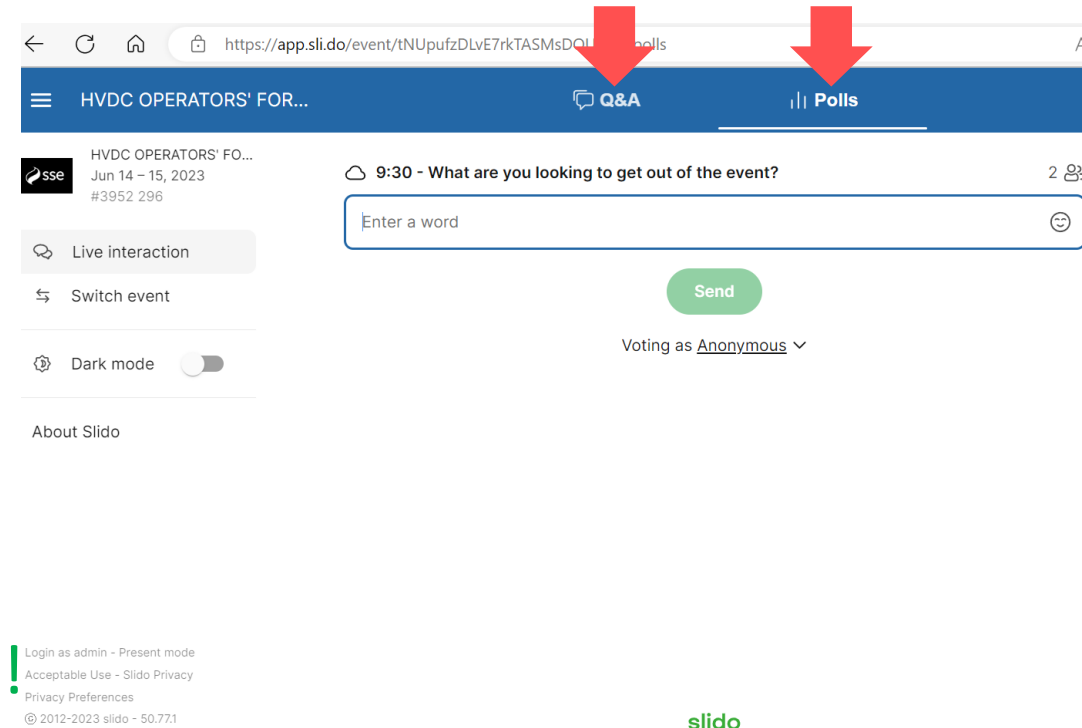 https://app.sli.do/event/tNUpufzDLvE7rkTASMsDQU polls
HVDC OPERATORS' FOR...
Q&A
Polls
sse
HVDC OPERATORS' FO...
Jun 14 – 15, 2023
#3952 296
9:30 - What are you looking to get out of the event?
2
Enter a word
Send
Voting as Anonymous
Live interaction
Switch event
Dark mode
About Slido
Login as admin - Present mode
Acceptable Use - Slido Privacy
Privacy Preferences
© 2012-2023 slido - 50.77.1
slido